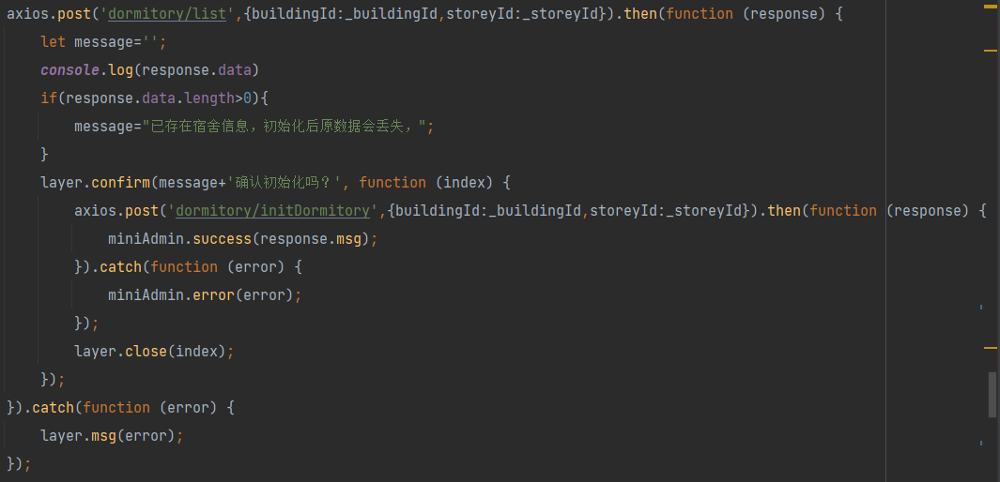 axios.post('dormitory/list',{buildingId:_buildingId,storeyId:_storeyId}).then(function (response) {
    let message='';
    console.log(response.data)
    if(response.data.length>0){
        message="已存在宿舍信息，初始化后原数据会丢失，";
    }
    layer.confirm(message+'确认初始化吗？', function (index) {
        axios.post('dormitory/initDormitory',{buildingId:_buildingId,storeyId:_storeyId}).then(function (response) {
            miniAdmin.success(response.msg);
        }).catch(function (error) {
            miniAdmin.error(error);
        });
        layer.close(index);
    });
}).catch(function (error) {
    layer.msg(error);
});